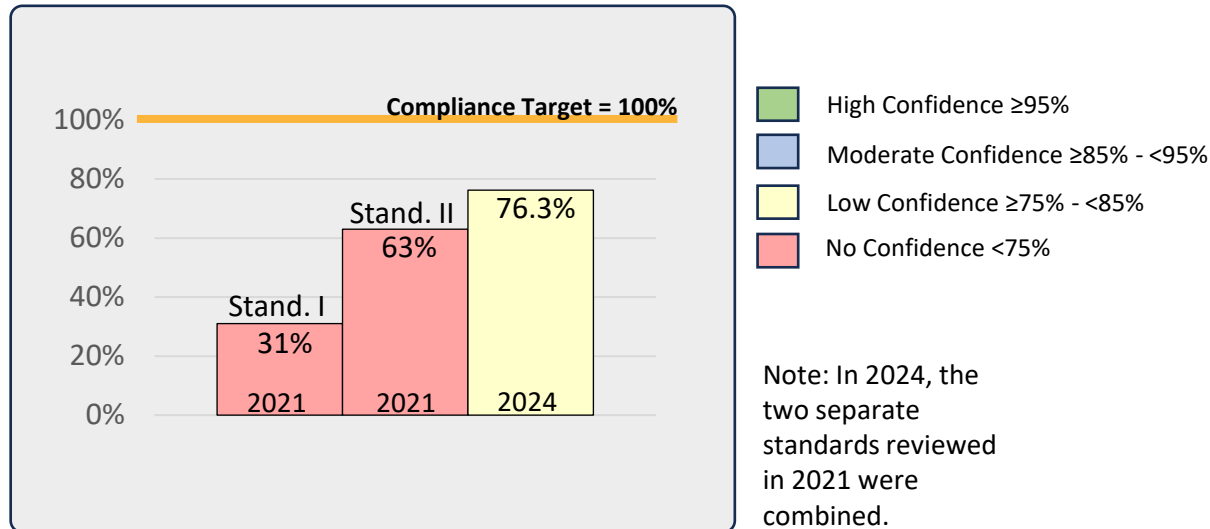 Compliance Target = 100%
100%
80%
60%
40%
20%
0%
Stand. I
31%
2021
Stand. II
63%
2021
76.3%
2024
High Confidence ≥95%
Moderate Confidence ≥85% - <95%
Low Confidence ≥75% - <85%
No Confidence <75%
Note: In 2024, the
two separate
standards reviewed
in 2021 were
combined.